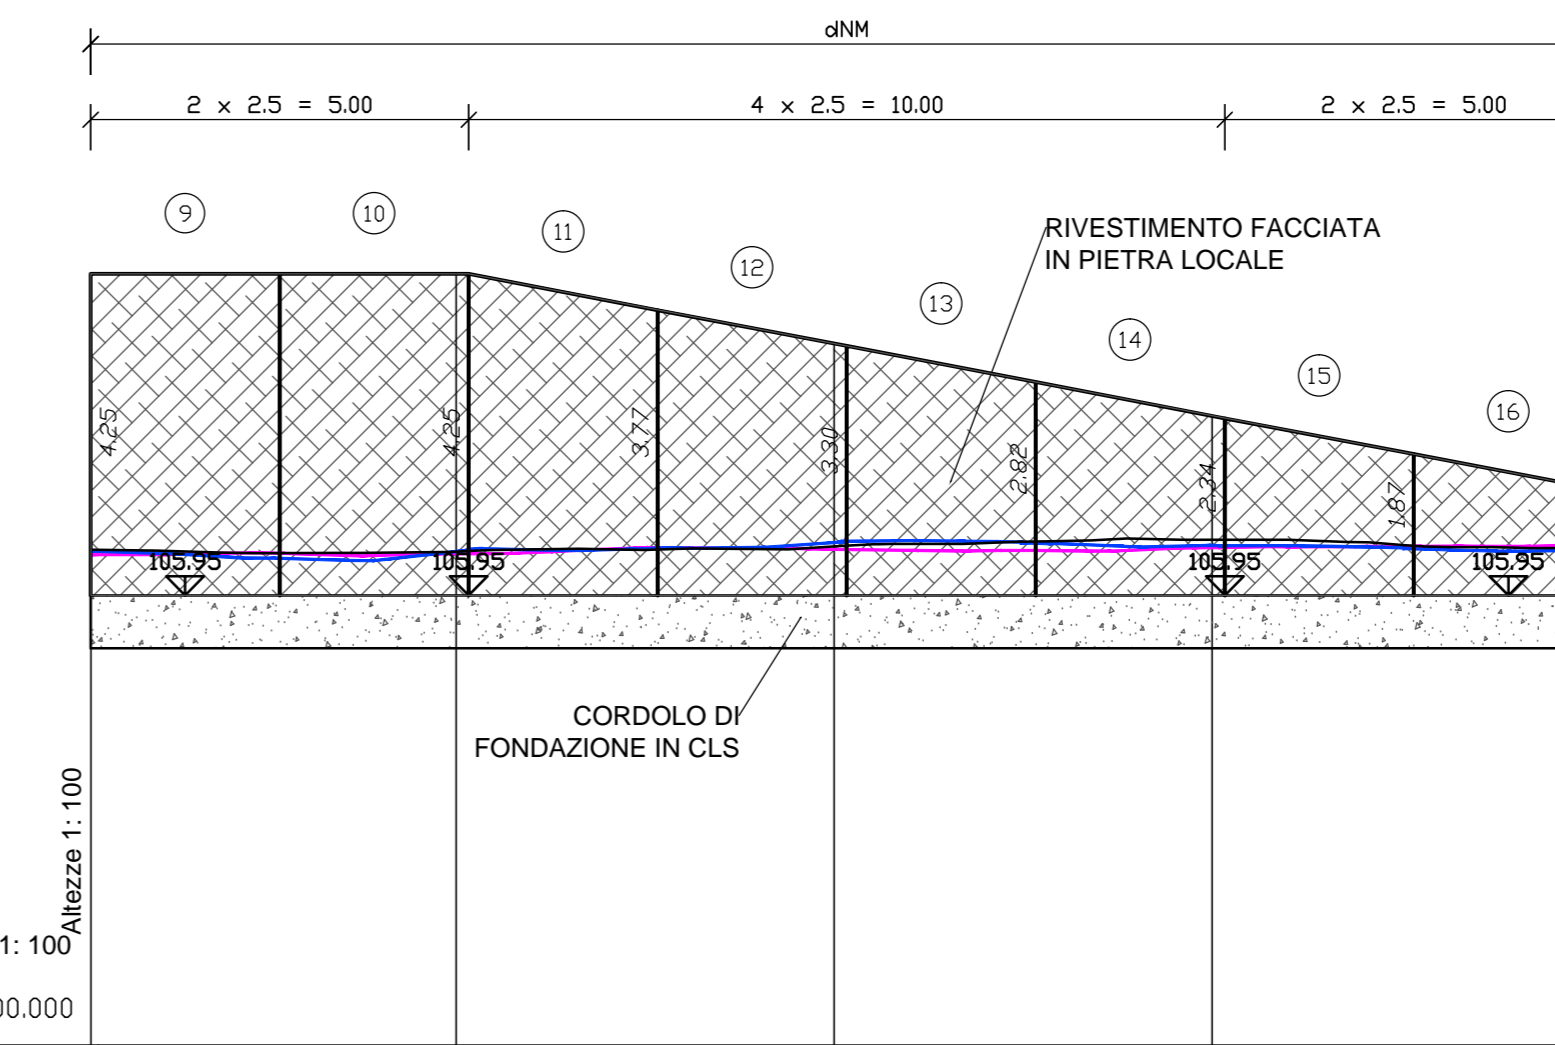 dNM
2 x 2.5 = 5.00
4 x 2.5 = 10.00
2 x 2.5 = 5.00
9
10
11
12
13
14
15
16
RIVESTIMENTO FACCIATA
IN PIETRA LOCALE
4.25
4.25
3.77
3.30
2.82
2.34
1.87
105.95
105.95
105.95
105.95
CORDOLO DI
FONDAZIONE IN CLS
Altezze 1: 100
1: 100
00.000